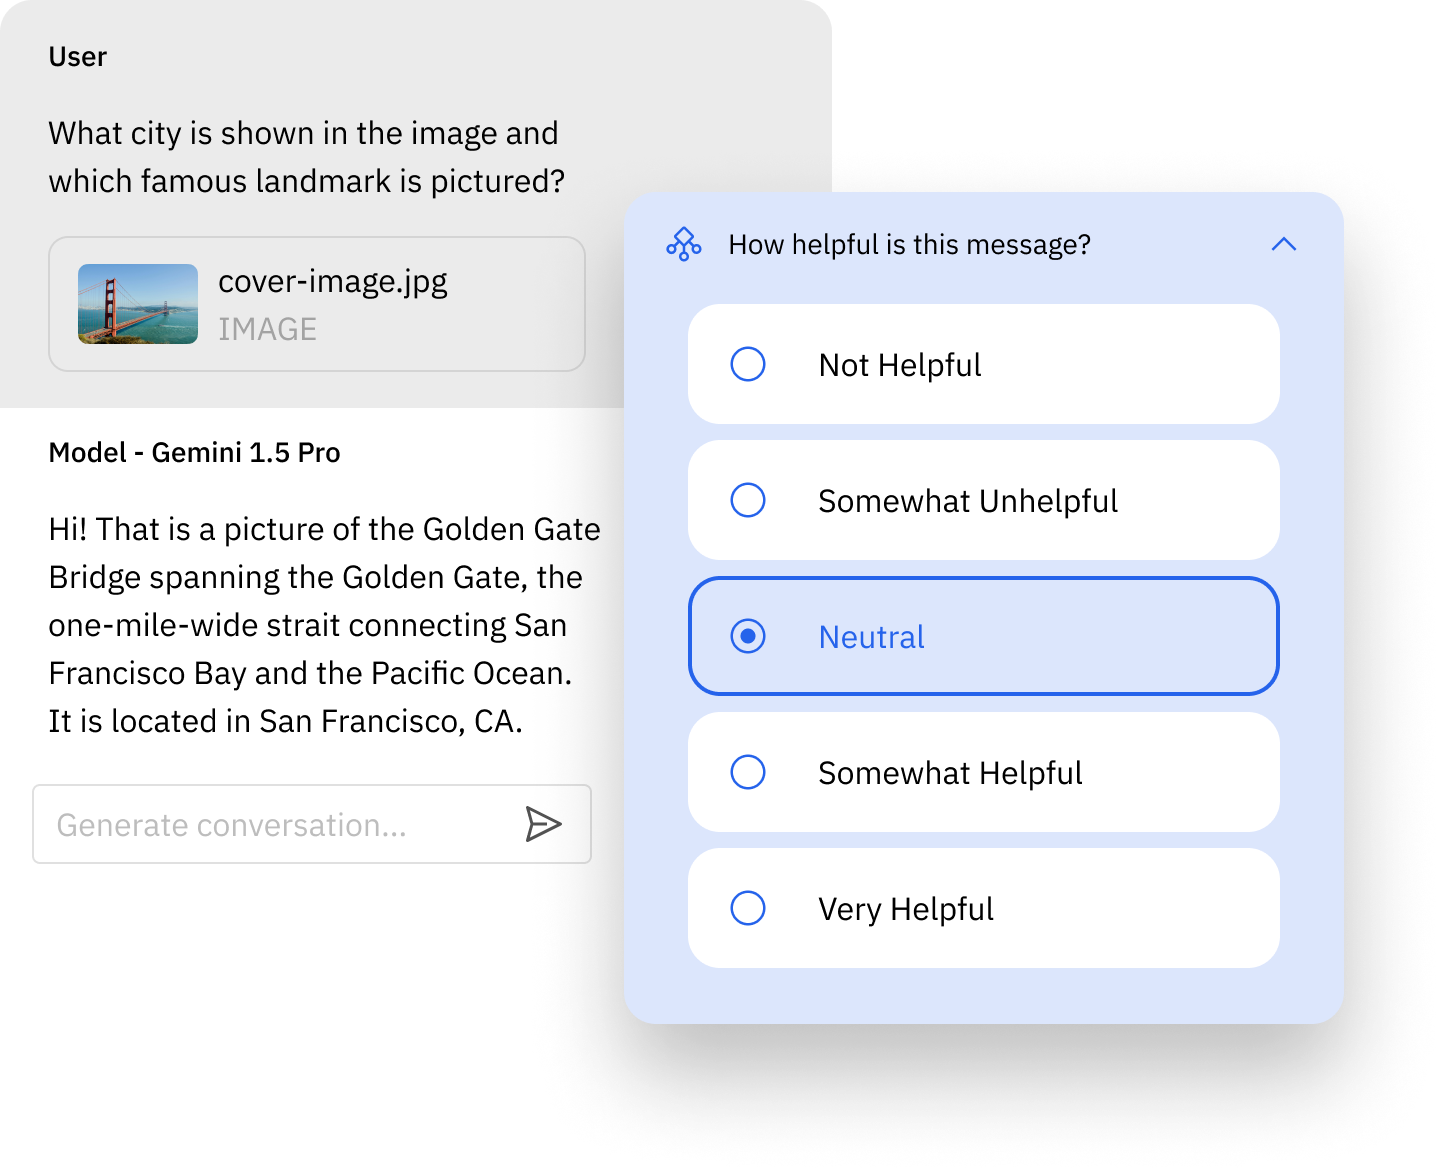 User
What city is shown in the image and
which famous landmark is pictured?
cover-image.jpg
IMAGE
Model - Gemini 1.5 Pro
Hi! That is a picture of the Golden Gate
Bridge spanning the Golden Gate, the
one-mile-wide strait connecting San
Francisco Bay and the Pacific Ocean.
It is located in San Francisco, CA.
Generate conversation...
How helpful is this message?
Not Helpful
Somewhat Unhelpful
Neutral
Somewhat Helpful
Very Helpful